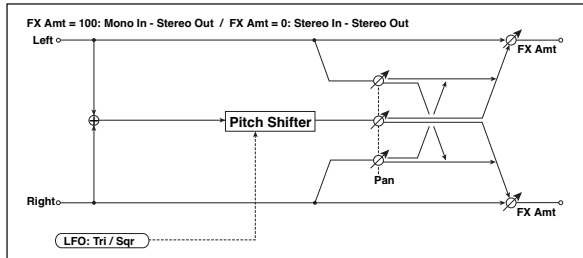 FX Amt = 100: Mono In - Stereo Out / FX Amt = 0: Stereo In - Stereo Out
Left
FX Amt
Pitch Shifter
Pan
Right
FX Amt
LFO: Tri / Sqr